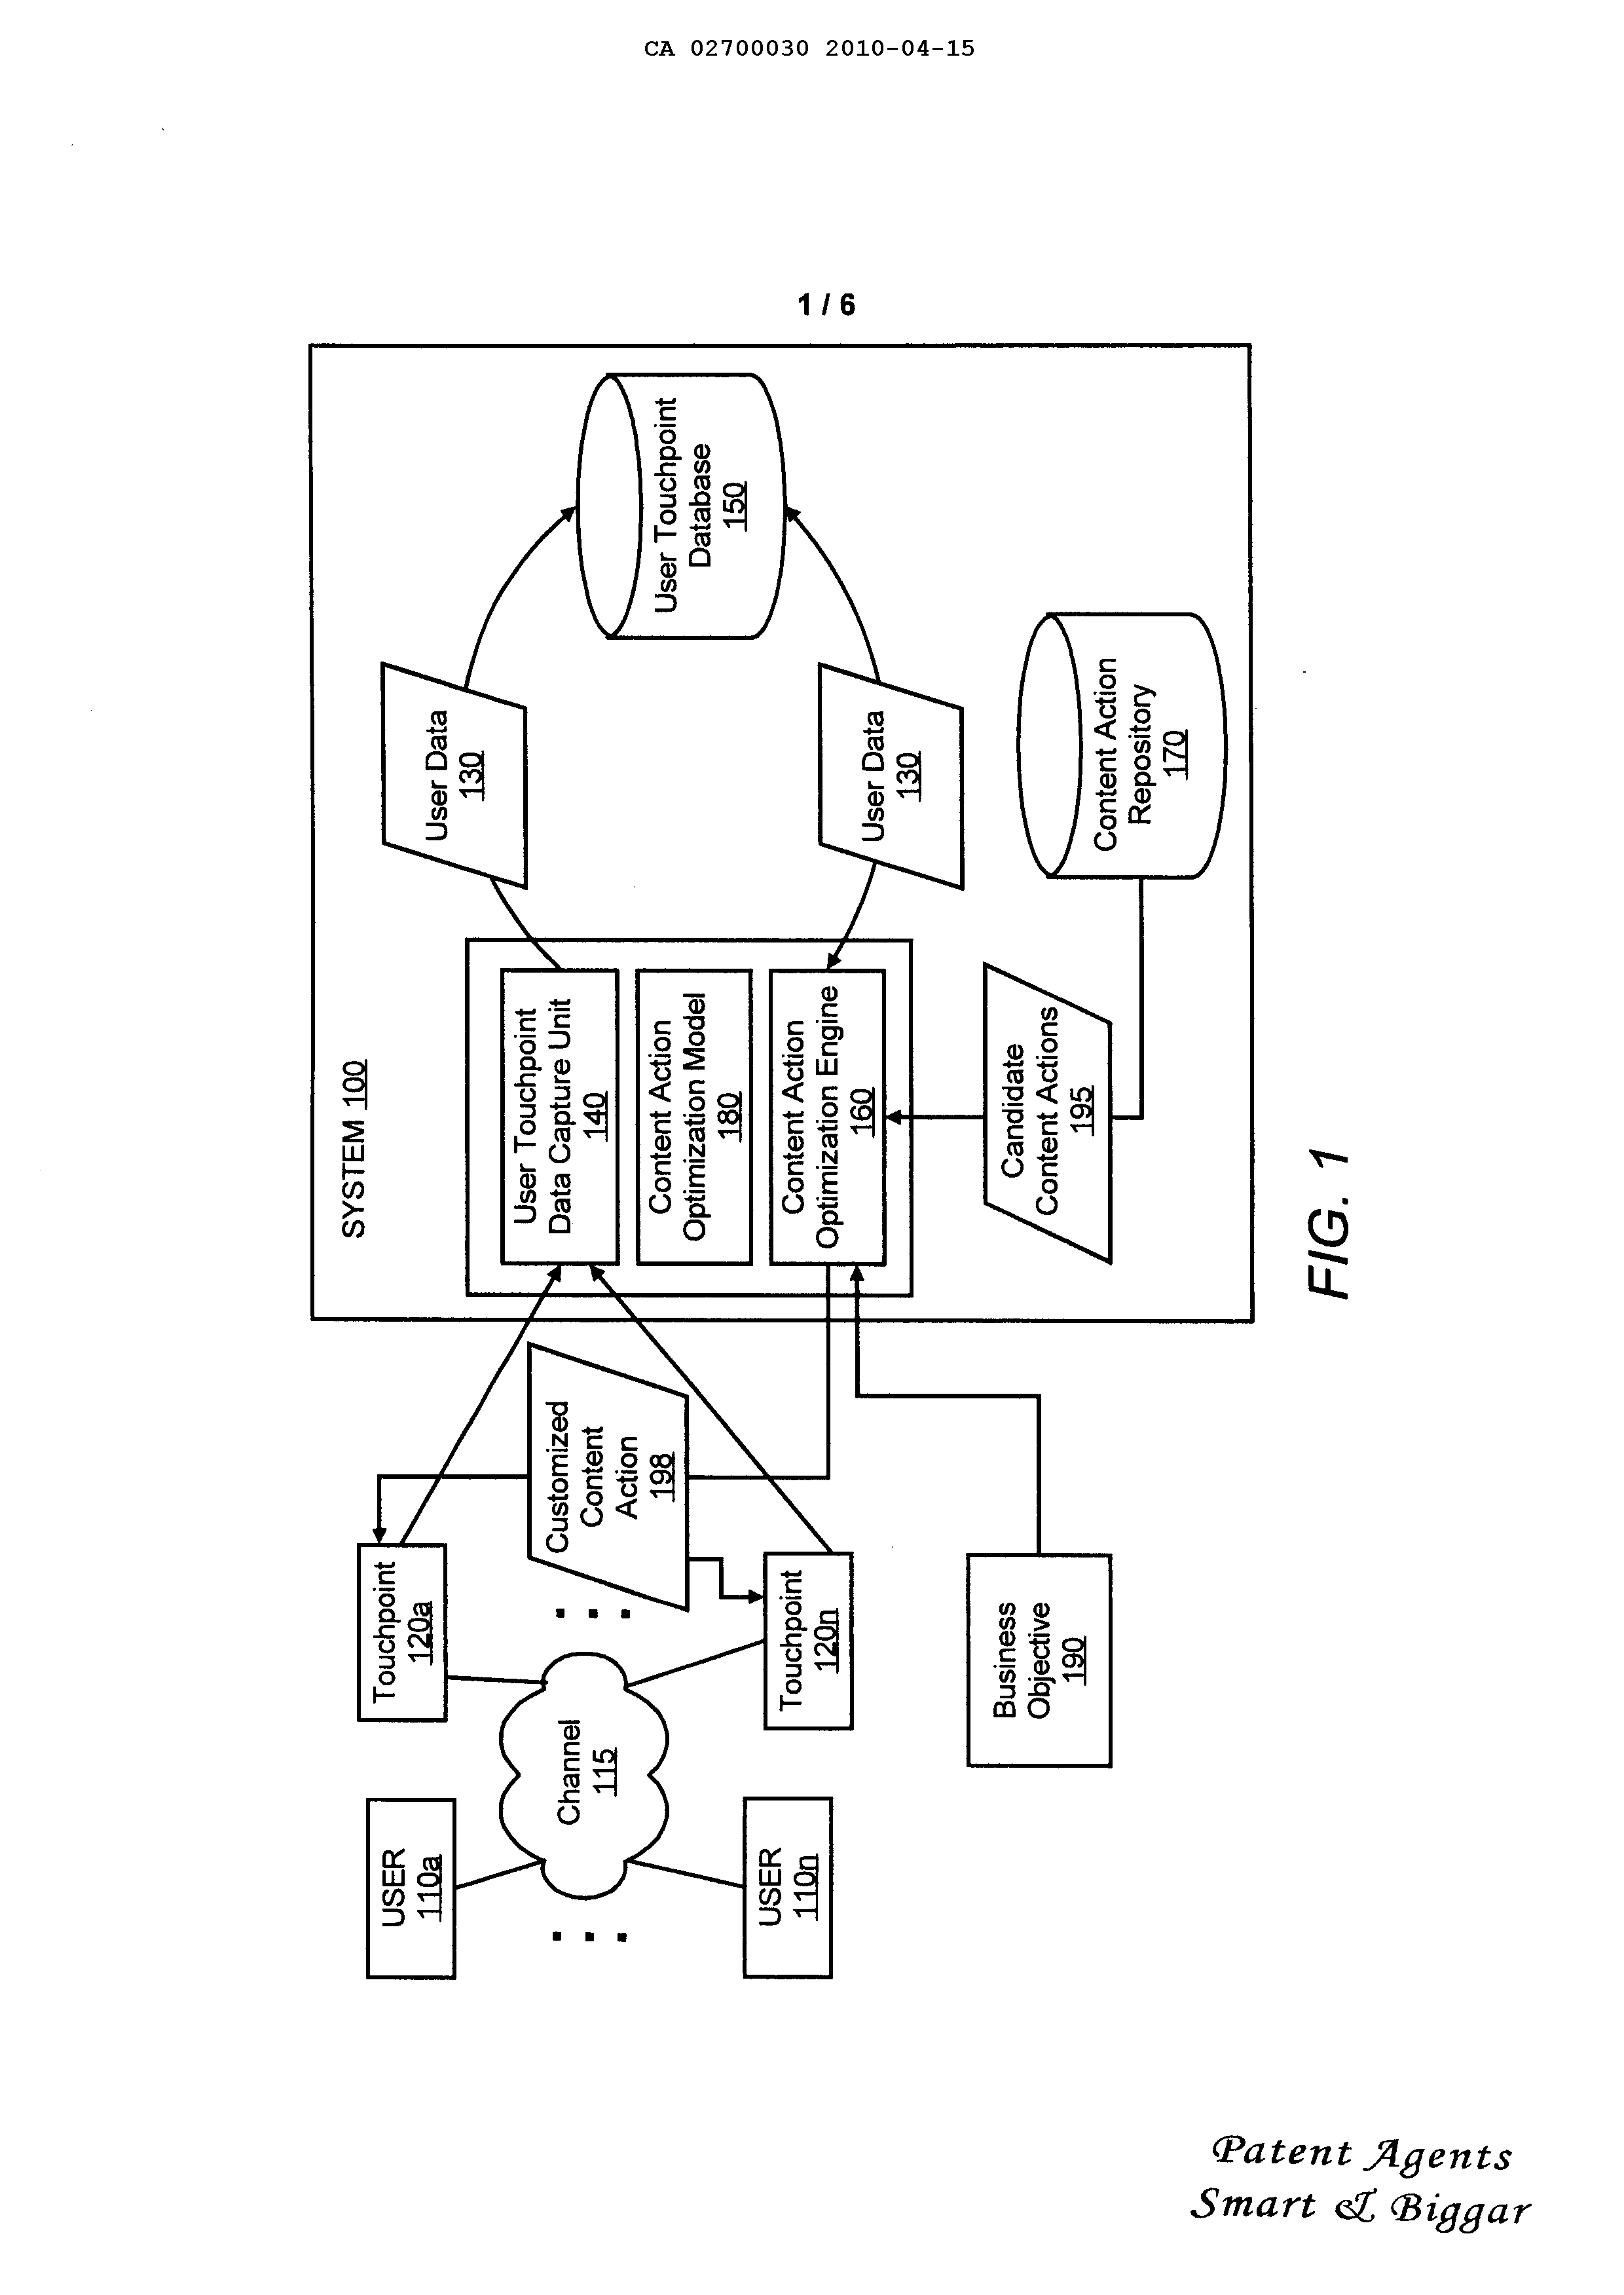 CA 02700030 2010-04-15
1 / 6
SYSTEM 100
User Data
130
User Touchpoint
Database
150
User Data
130
User Touchpoint
Data Capture Unit
140
Content Action
Optimization Model
180
Content Action
Optimization Engine
160
Candidate
Content Actions
195
Content Action
Repository
170
Customized
Content
Action
198
Touchpoint
120a
Touchpoint
120n
Channel
115
USER
110a
USER
110n
Business
Objective
190
FIG. 1
Patent Agents
Smart & Biggar